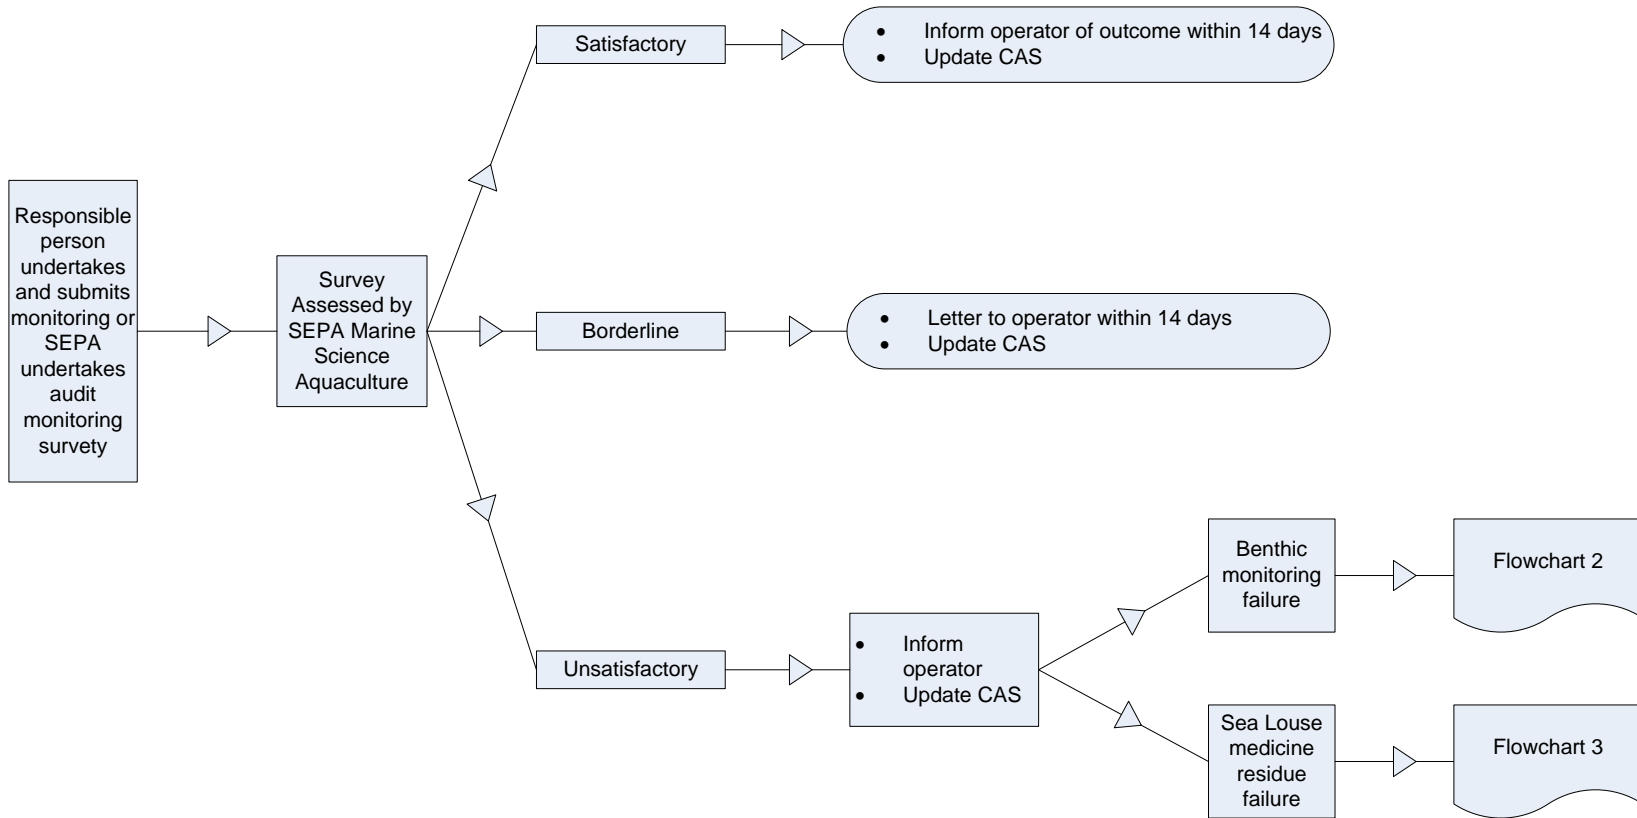 Responsible
person
undertakes
and submits
monitoring or
SEPA
undertakes
audit
monitoring
survety
Survey
Assessed by
SEPA Marine
Science
Aquaculture
Satisfactory
• Inform operator of outcome within 14 days
• Update CAS
Borderline
• Letter to operator within 14 days
• Update CAS
Unsatisfactory
• Inform
operator
• Update CAS
Benthic
monitoring
failure
Flowchart 2
Sea Louse
medicine
residue
failure
Flowchart 3